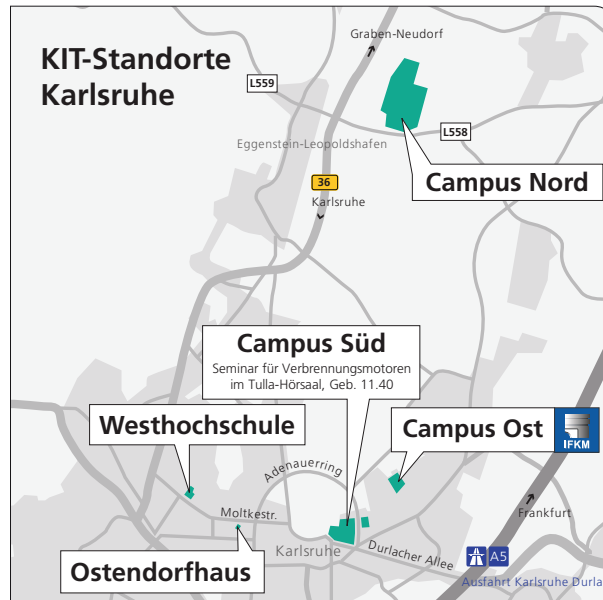 Graben-Neudorf
KIT-Standorte
Karlsruhe
L559
L558
Eggenstein-Leopoldshafen
Campus Nord
36
Karlsruhe
Campus Süd
Seminar für Verbrennungsmotoren
im Tulla-Hörsaal, Geb. 11.40
Westhochschule
Campus Ost
IFKM
Adenauerring
Moltkestr.
Frankfurt
Karlsruhe
Durlacher Allee
A5
Ostendorfhaus
Ausfahrt Karlsruhe Durla